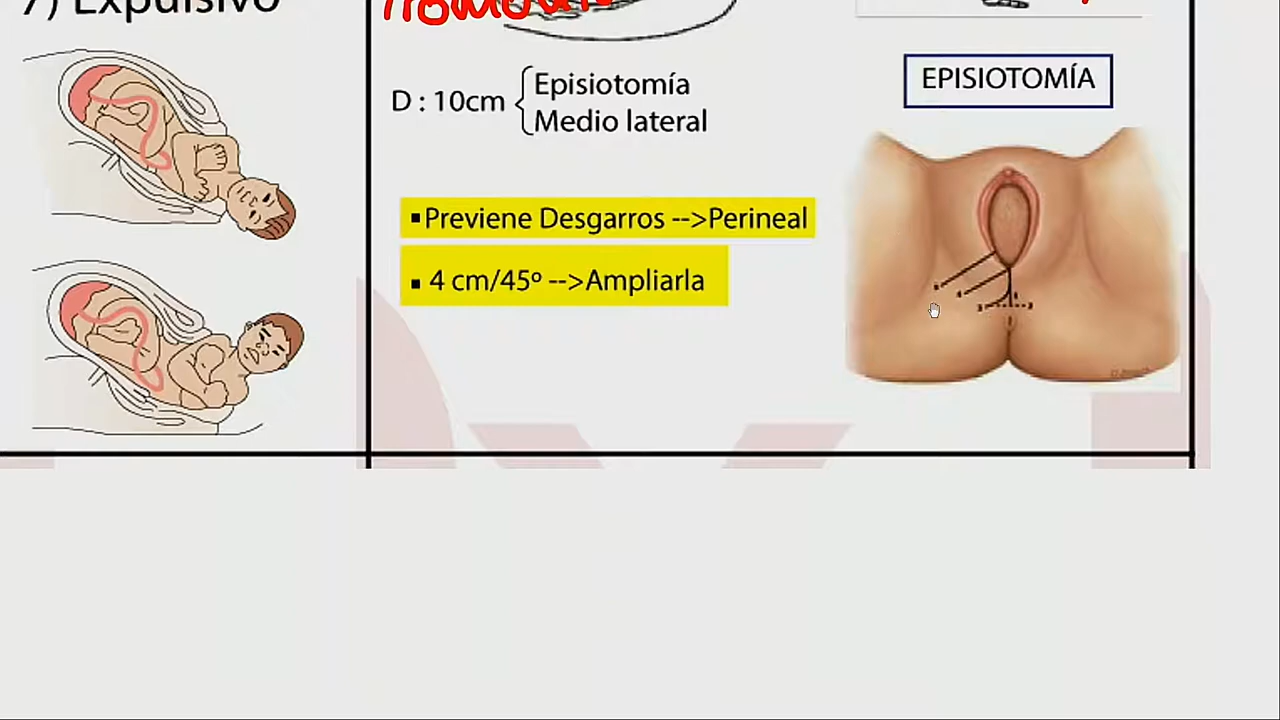 7) Expulsivo
D : 10cm
Episiotomía
Medio lateral
▪Previene Desgarros -->Perineal
▪ 4 cm/45º -->Ampliarla
EPISIOTOMÍA